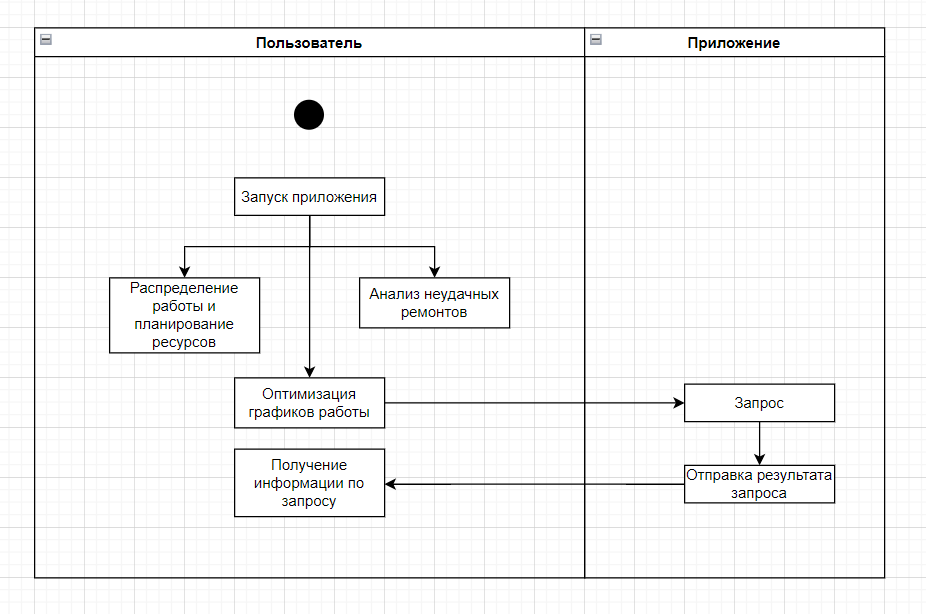 Пользователь
Приложение
Запуск приложения
Распределение
работы и
планирование
ресурсов
Анализ неудачных
ремонтов
Оптимизация
графиков работы
Запрос
Получение
информации по
запросу
Отправка результата
запроса